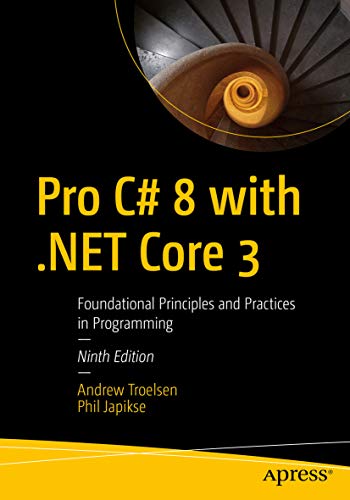 Pro C# 8 with
.NET Core 3
Foundational Principles and Practices
in Programming
—
Ninth Edition
—
Andrew Troelsen
Phil Japikse
Apress®